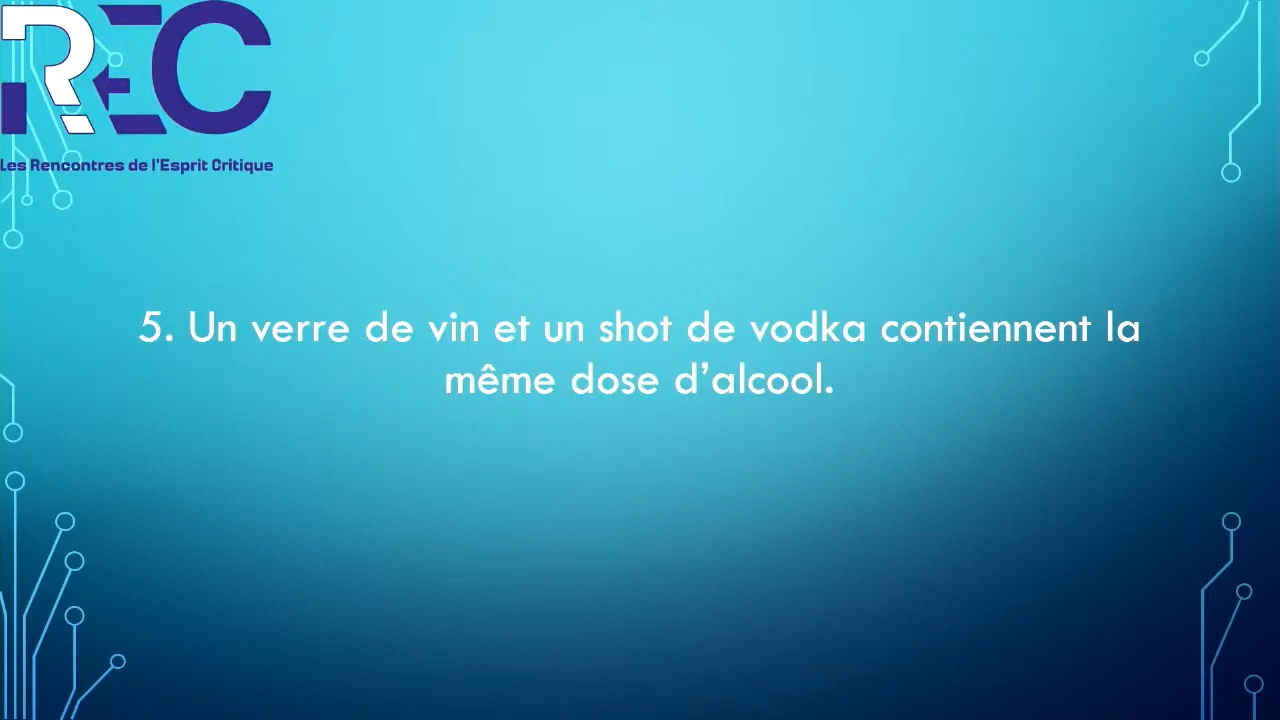 REC
Les Rencontres de l'Esprit Critique
5. Un verre de vin et un shot de vodka contiennent la
même dose d’alcool.